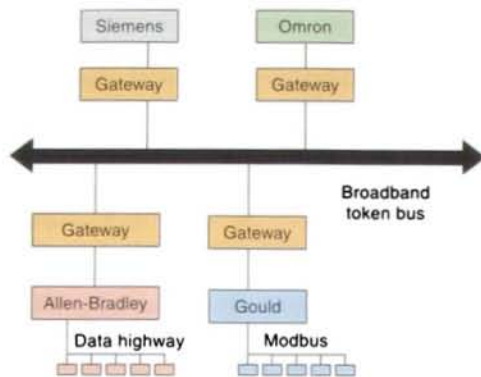 Siemens
Omron
Gateway
Gateway
Broadband
token bus
Gateway
Gateway
Allen-Bradley
Gould
Data highway
Modbus